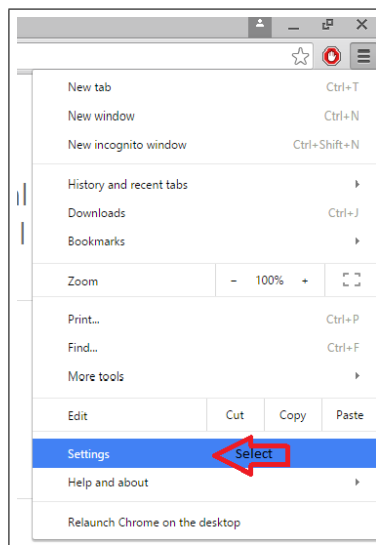 New tab Ctrl+T
New window Ctrl+N
New incognito window Ctrl+Shift+N
History and recent tabs
Downloads Ctrl+J
Bookmarks
Zoom - 100% +
Print... Ctrl+P
Find... Ctrl+F
More tools
Edit Cut Copy Paste
Settings Select
Help and about
Relaunch Chrome on the desktop